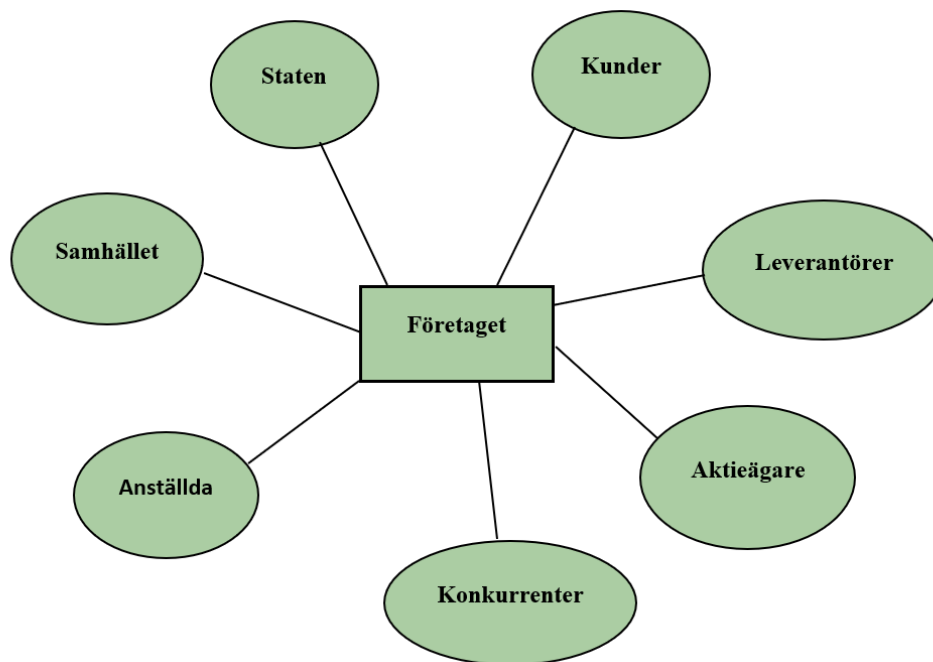 Staten
Kunder
Samhället
Leverantörer
Företaget
Aktieägare
Anställda
Konkurrenter